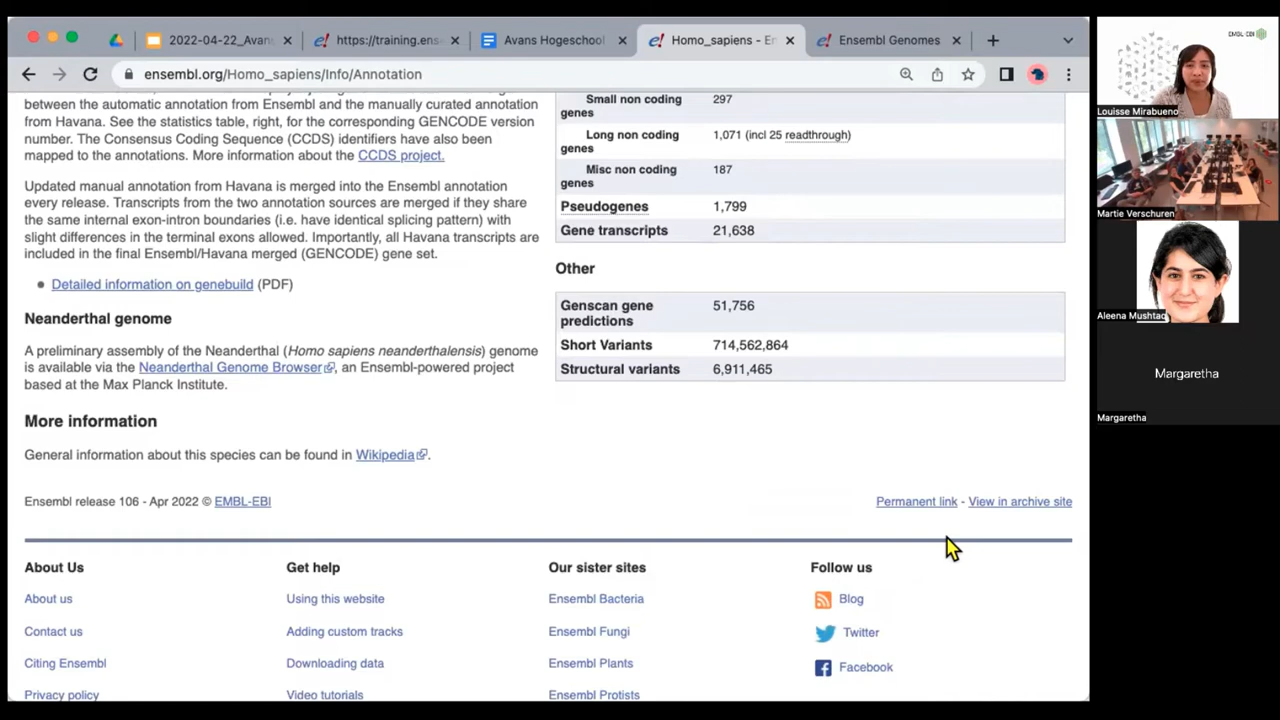 2022-04-22_Avan
https://training.ens
Avans Hogeschool
Homo_sapiens - En
Ensembl Genomes
ensembl.org/Homo_sapiens/Info/Annotation
between the automatic annotation from Ensembl and the manually curated annotation
from Havana. See the statistics table, right, for the corresponding GENCODE version
number. The Consensus Coding Sequence (CCDS) identifiers have also been
mapped to the annotations. More information about the CCDS project.
Updated manual annotation from Havana is merged into the Ensembl annotation
every release. Transcripts from the two annotation sources are merged if they share
the same internal exon-intron boundaries (i.e. have identical splicing pattern) with
slight differences in the terminal exons allowed. Importantly, all Havana transcripts are
included in the final Ensembl/Havana merged (GENCODE) gene set.
Detailed information on genebuild (PDF)
Neanderthal genome
A preliminary assembly of the Neanderthal (Homo sapiens neanderthalensis) genome
is available via the Neanderthal Genome Browser, an Ensembl-powered project
based at the Max Planck Institute.
More information
General information about this species can be found in Wikipedia.
Small non coding 297
genes
Long non coding 1,071 (incl 25 readthrough)
genes
Misc non coding 187
genes
Pseudogenes 1,799
Gene transcripts 21,638
Other
Genscan gene 51,756
predictions
Short Variants 714,562,864
Structural variants 6,911,465
Ensembl release 106 - Apr 2022 © EMBL-EBI
Permanent link - View in archive site
About Us
About us
Contact us
Citing Ensembl
Privacy policy
Get help
Using this website
Adding custom tracks
Downloading data
Video tutorials
Our sister sites
Ensembl Bacteria
Ensembl Fungi
Ensembl Plants
Ensembl Protists
Follow us
Blog
Twitter
Facebook
EMBL-EBI
Louisse Mirabueno
Martie Verschuren
Aleena Mushtaq
Margaretha
Margaretha